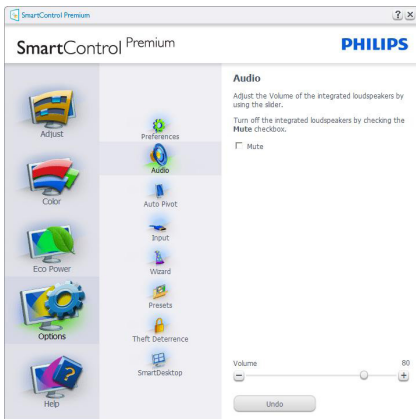 SmartControl Premium
SmartControl Premium
PHILIPS
Adjust
Color
Eco Power
Options
Help
Preferences
Audio
Auto Pivot
Input
Wizard
Presets
Theft Deterrence
SmartDesktop
Audio
Adjust the Volume of the integrated loudspeakers by
using the slider.
Turn off the integrated loudspeakers by checking the
Mute checkbox.
Mute
Volume 80
Undo